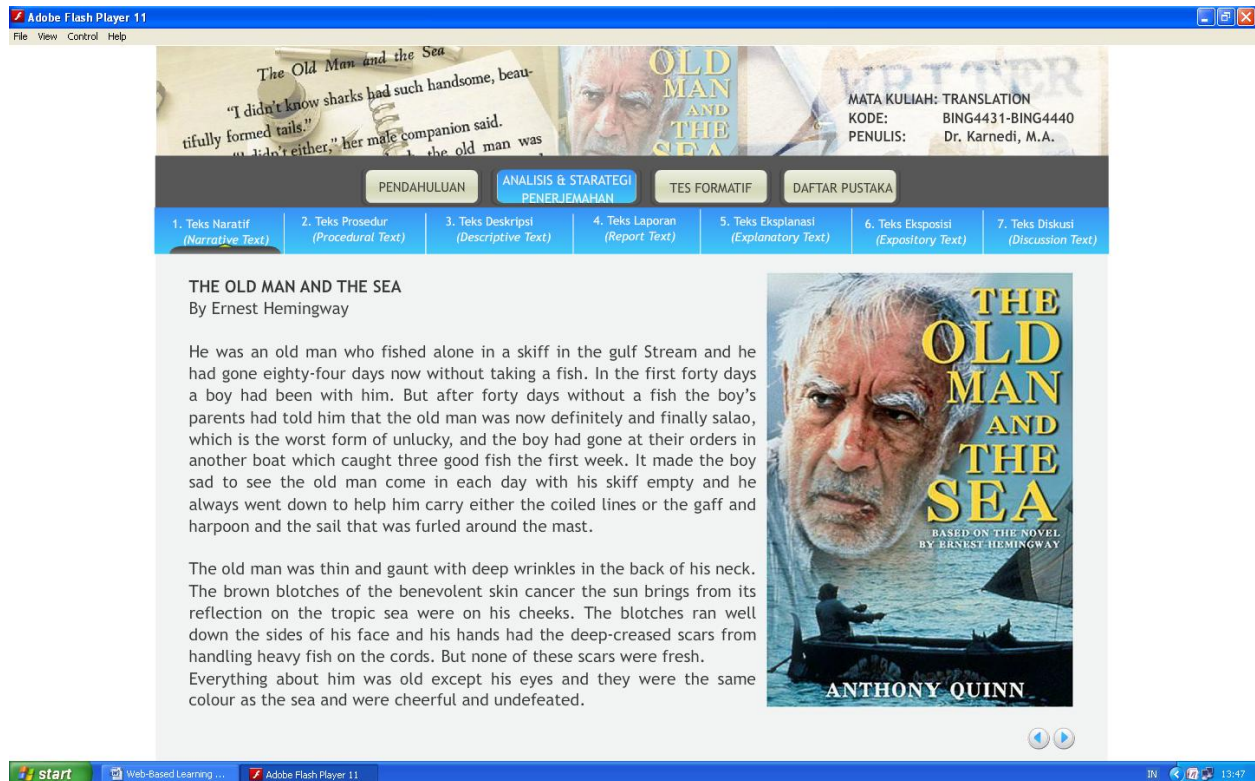 Adobe Flash Player 11
File View Control Help
The Old Man and the Sea
"I didn't know sharks had such handsome, beau-
tifully formed tails."
"I didn't either," her male companion said.
the old man was
OLD
MAN
AND
THE
SEA
WRITER
MATA KULIAH: TRANSLATION
KODE: BING4431-BING4440
PENULIS: Dr. Karnedi, M.A.
PENDAHULUAN
ANALISIS & STARATEGI
PENERJEMAHAN
TES FORMATIF
DAFTAR PUSTAKA
1. Teks Naratif
(Narrative Text)
2. Teks Prosedur
(Procedural Text)
3. Teks Deskripsi
(Descriptive Text)
4. Teks Laporan
(Report Text)
5. Teks Eksplanasi
(Explanatory Text)
6. Teks Eksposisi
(Expository Text)
7. Teks Diskusi
(Discussion Text)
THE OLD MAN AND THE SEA
By Ernest Hemingway
He was an old man who fished alone in a skiff in the gulf Stream and he
had gone eighty-four days now without taking a fish. In the first forty days
a boy had been with him. But after forty days without a fish the boy's
parents had told him that the old man was now definitely and finally salao,
which is the worst form of unlucky, and the boy had gone at their orders in
another boat which caught three good fish the first week. It made the boy
sad to see the old man come in each day with his skiff empty and he
always went down to help him carry either the coiled lines or the gaff and
harpoon and the sail that was furled around the mast.
The old man was thin and gaunt with deep wrinkles in the back of his neck.
The brown blotches of the benevolent skin cancer the sun brings from its
reflection on the tropic sea were on his cheeks. The blotches ran well
down the sides of his face and his hands had the deep-creased scars from
handling heavy fish on the cords. But none of these scars were fresh.
Everything about him was old except his eyes and they were the same
colour as the sea and were cheerful and undefeated.
THE
OLD
MAN
AND
THE
SEA
BASED ON THE NOVEL
BY ERNEST HEMINGWAY
ANTHONY QUINN
start
Web-Based Learning ...
Adobe Flash Player 11
IN
13:47